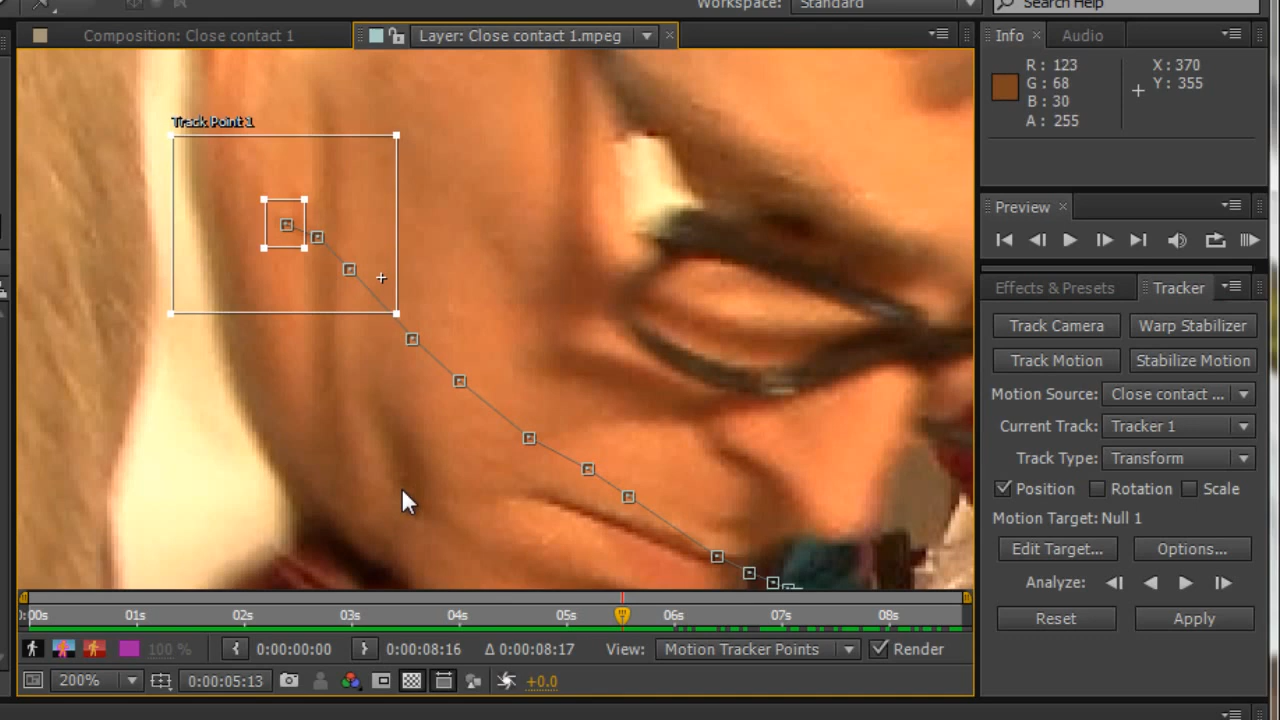 Workspace: Standard Search Help
Composition: Close contact 1
Layer: Close contact 1.mpeg
Info Audio
R : 123 X : 370
G : 68 Y : 355
B : 30
A : 255
Track Point 1
Preview
Effects & Presets Tracker
Track Camera Warp Stabilizer
Track Motion Stabilize Motion
Motion Source: Close contact ...
Current Track: Tracker 1
Track Type: Transform
Position Rotation Scale
Motion Target: Null 1
Edit Target... Options...
Analyze:
Reset Apply
0:00s 01s 02s 03s 04s 05s 06s 07s 08s
100 % 0:00:00:00 0:00:08:16 Δ 0:00:08:17 View: Motion Tracker Points Render
200% 0:00:05:13 +0.0